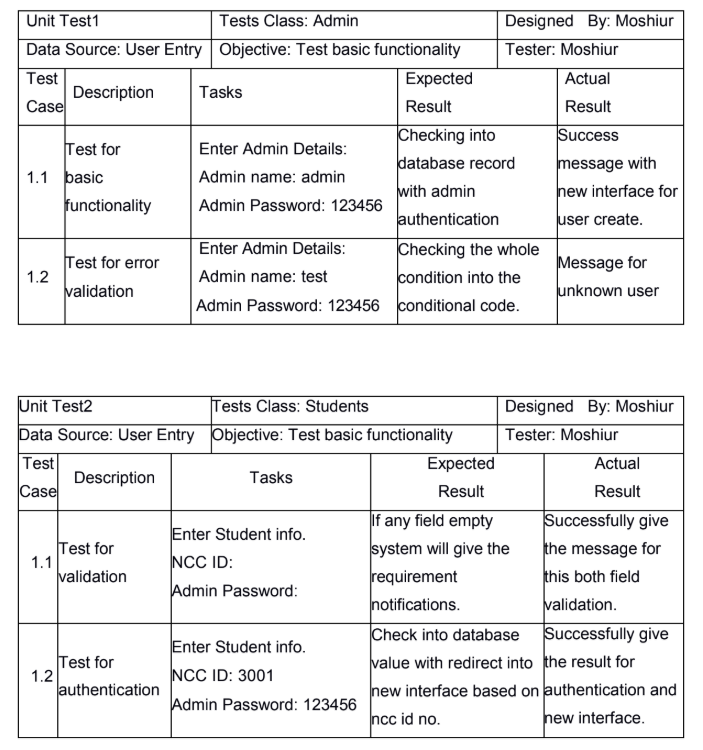 Unit Test1 Tests Class: Admin Designed By: Moshiur
Data Source: User Entry Objective: Test basic functionality Tester: Moshiur
Test Case Description Tasks Expected Result Actual Result
1.1
Test for
basic
functionality
Enter Admin Details:
Admin name: admin
Admin Password: 123456
Checking into
database record
with admin
authentication
Success
message with
new interface for
user create.
1.2
Test for error
validation
Enter Admin Details:
Admin name: test
Admin Password: 123456
Checking the whole
condition into the
conditional code.
Message for
unknown user
Unit Test2 Tests Class: Students Designed By: Moshiur
Data Source: User Entry Objective: Test basic functionality Tester: Moshiur
Test Case Description Tasks Expected Result Actual Result
1.1
Test for
validation
Enter Student info.
NCC ID:
Admin Password:
If any field empty
system will give the
requirement
notifications.
Successfully give
the message for
this both field
validation.
1.2
Test for
authentication
Enter Student info.
NCC ID: 3001
Admin Password: 123456
Check into database
value with redirect into
new interface based on
ncc id no.
Successfully give
the result for
authentication and
new interface.